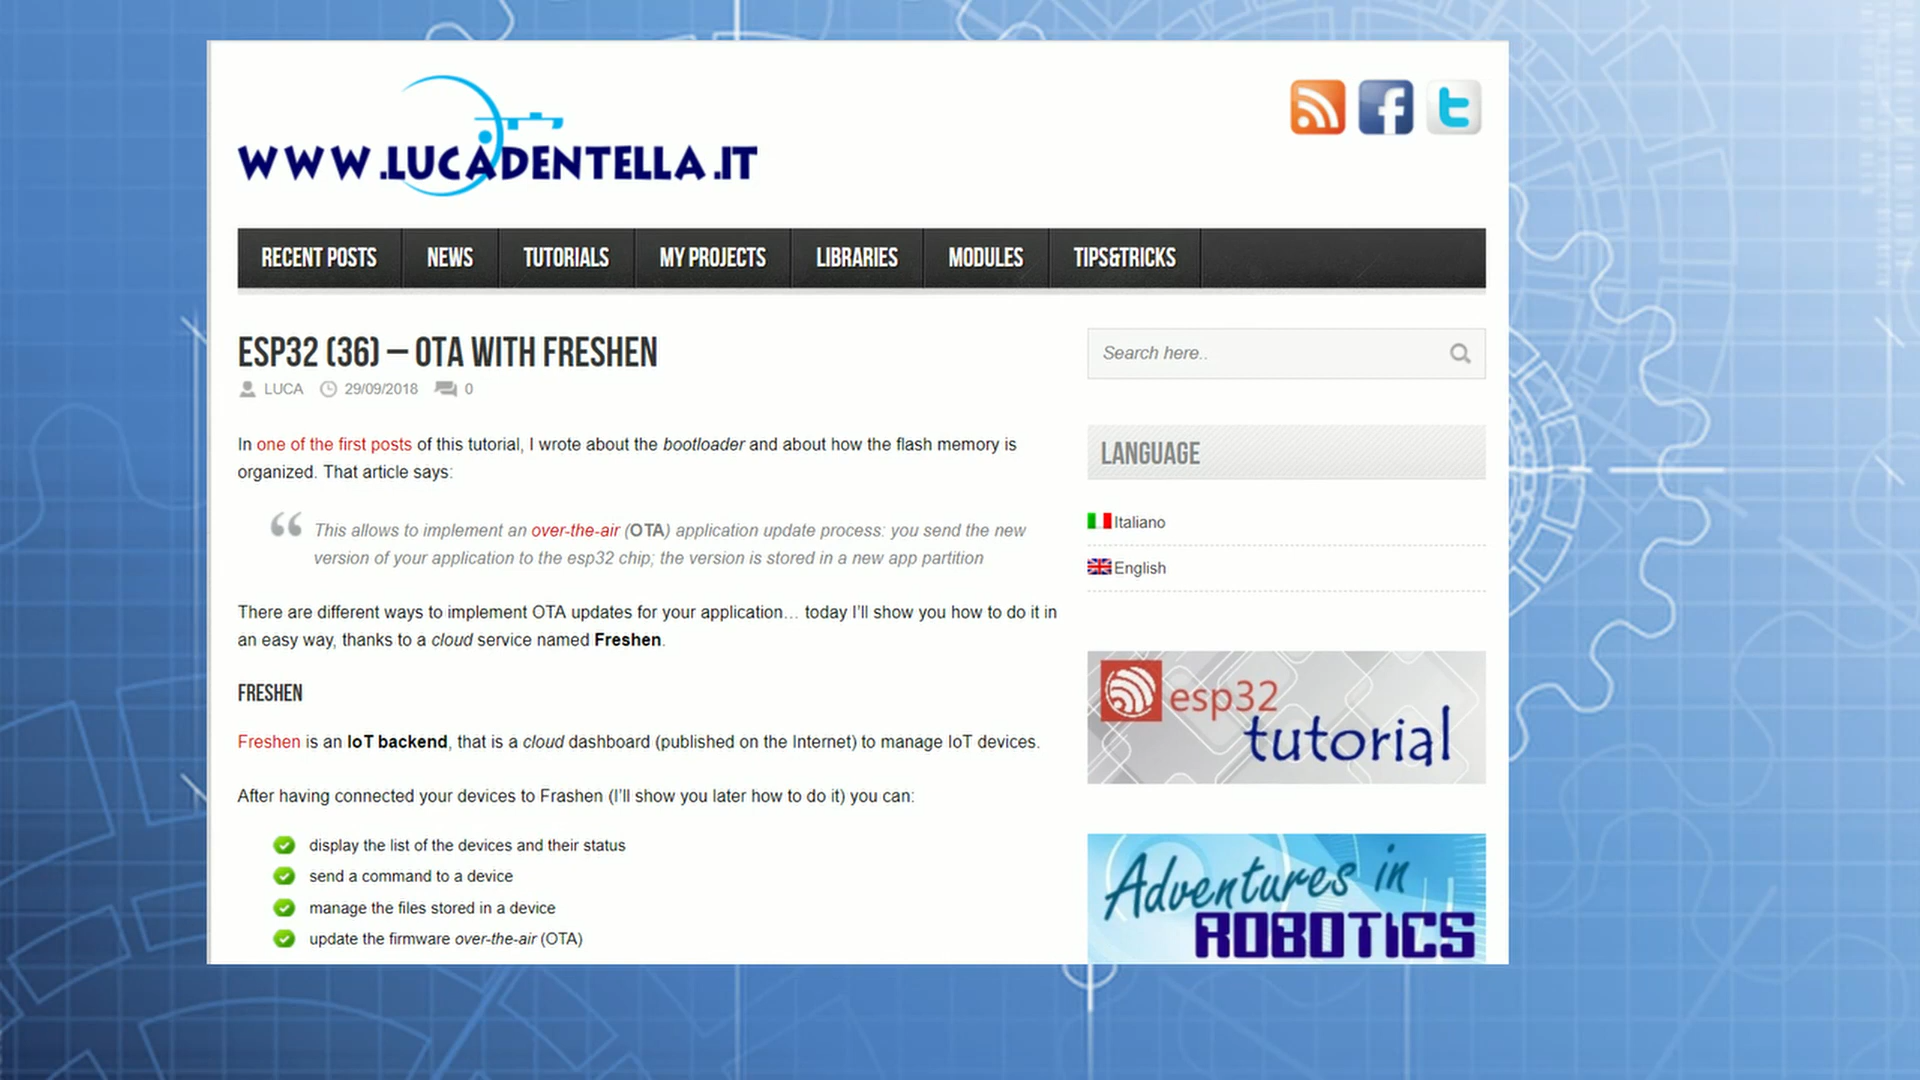 WWW.LUCADENTELLA.IT
RECENT POSTS NEWS TUTORIALS MY PROJECTS LIBRARIES MODULES TIPS&TRICKS
ESP32 (36) – OTA WITH FRESHEN
LUCA 29/09/2018 0
In one of the first posts of this tutorial, I wrote about the bootloader and about how the flash memory is
organized. That article says:
This allows to implement an over-the-air (OTA) application update process: you send the new
version of your application to the esp32 chip; the version is stored in a new app partition
There are different ways to implement OTA updates for your application… today I'll show you how to do it in
an easy way, thanks to a cloud service named Freshen.
FRESHEN
Freshen is an IoT backend, that is a cloud dashboard (published on the Internet) to manage IoT devices.
After having connected your devices to Frashen (I'll show you later how to do it) you can:
display the list of the devices and their status
send a command to a device
manage the files stored in a device
update the firmware over-the-air (OTA)
Search here..
LANGUAGE
Italiano
English
esp32
tutorial
Adventures in
ROBOTICS